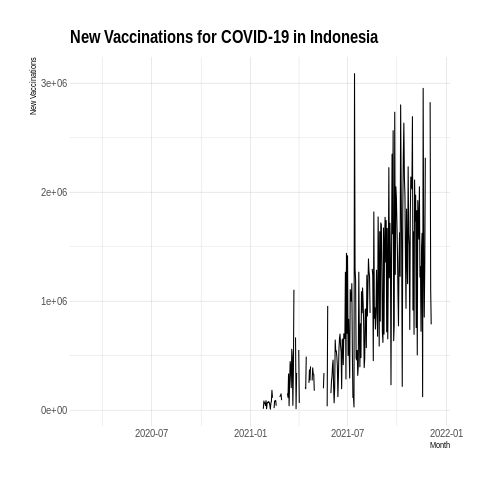 New Vaccinations for COVID-19 in Indonesia
New Vaccinations
3e+06
2e+06
1e+06
0e+00
2020-07
2021-01
2021-07
2022-01
Month